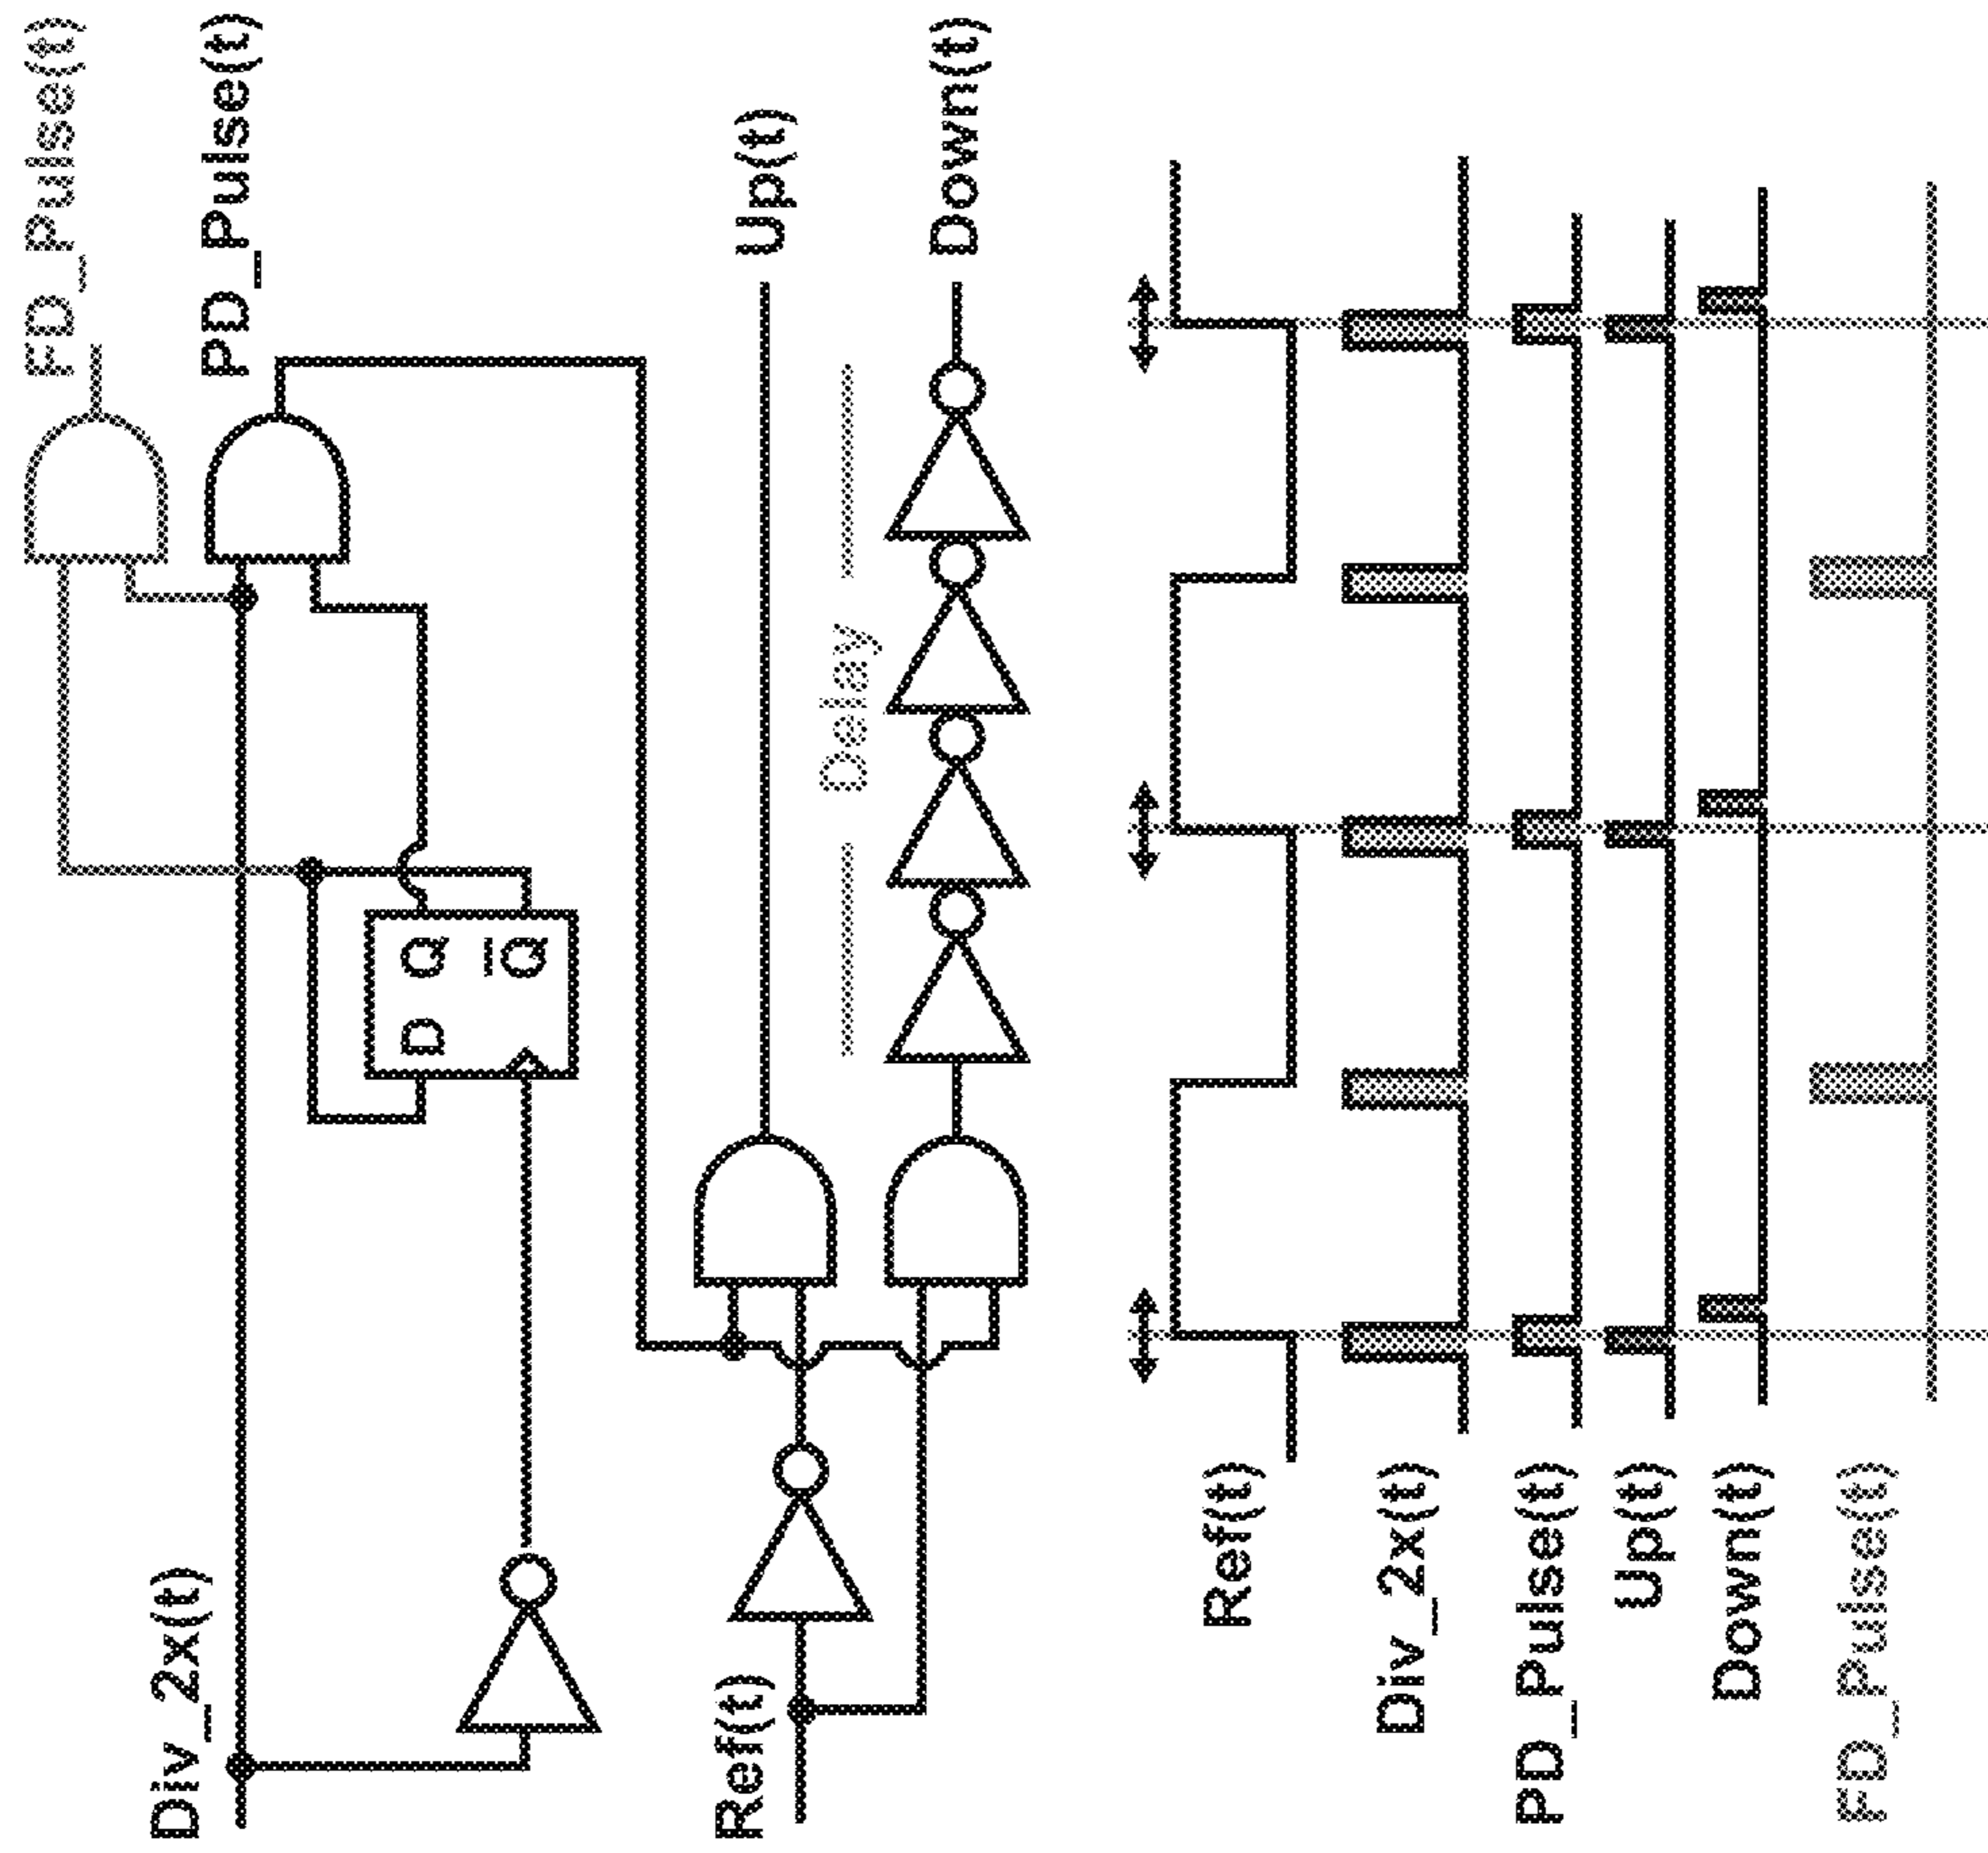 FD_Pulse(t)
Div_2x(t)
PD_Pulse(t)
D Q
Q
Ref(t)
Up(t)
Delay
Down(t)
Ref(t)
Div_2x(t)
PD_Pulse(t)
Up(t)
Down(t)
FD_Pulse(t)